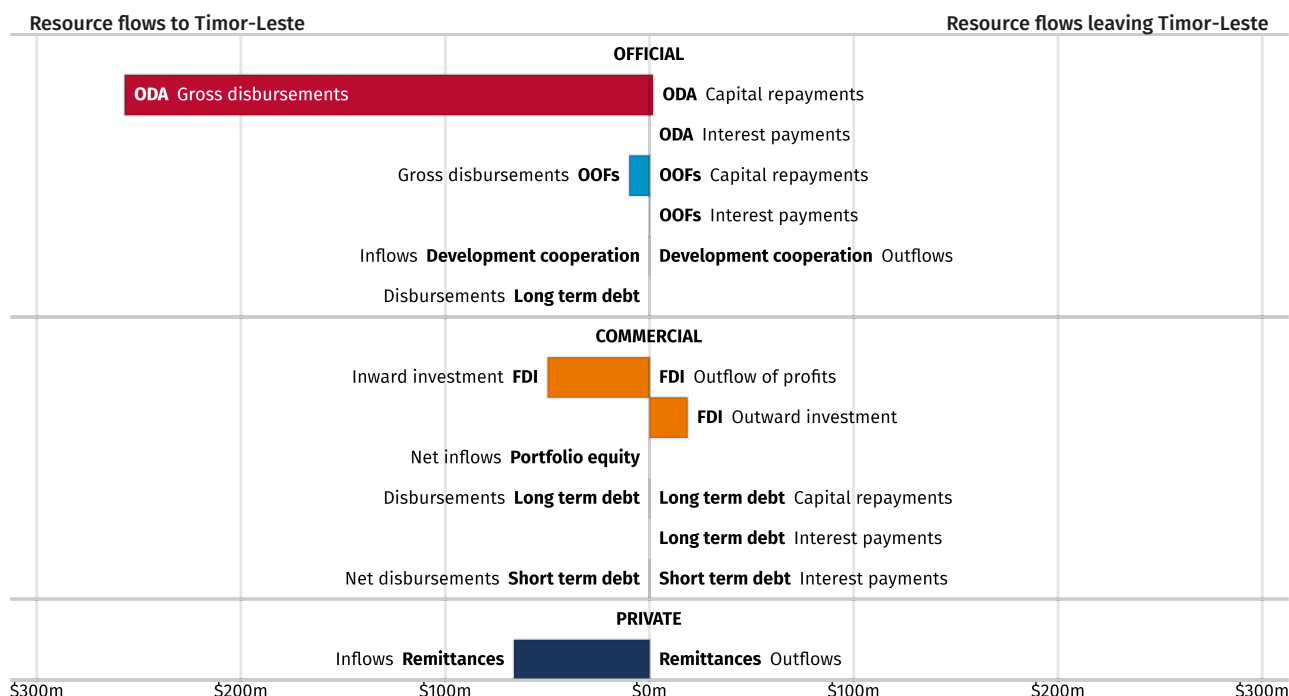 Resource flows to Timor-Leste Resource flows leaving Timor-Leste
OFFICIAL
ODA Gross disbursements ODA Capital repayments
ODA Interest payments
Gross disbursements OOFs OOFs Capital repayments
OOFs Interest payments
Inflows Development cooperation Development cooperation Outflows
Disbursements Long term debt
COMMERCIAL
Inward investment FDI FDI Outflow of profits
FDI Outward investment
Net inflows Portfolio equity
Disbursements Long term debt Long term debt Capital repayments
Long term debt Interest payments
Net disbursements Short term debt Short term debt Interest payments
PRIVATE
Inflows Remittances Remittances Outflows
$300m $200m $100m $0m $100m $200m $300m